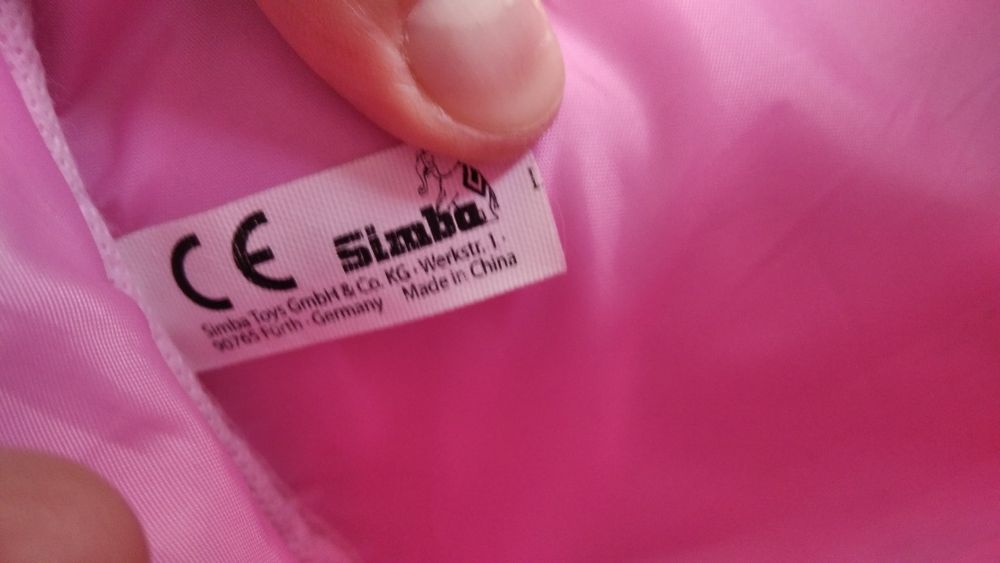 CE
Simba
Simba Toys GmbH & Co. KG · Werkstr. 1 ·
90765 Fürth · Germany Made in China